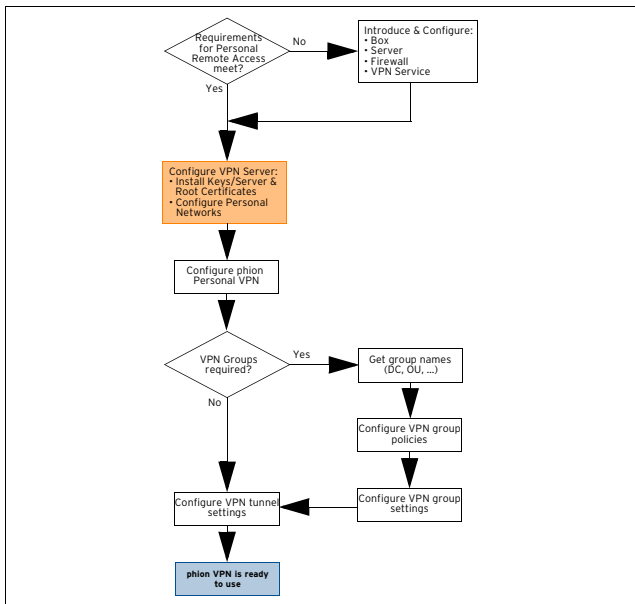 Requirements
for Personal
Remote Access
meet?
No
Yes
Introduce & Configure:
• Box
• Server
• Firewall
• VPN Service
Configure VPN Server:
• Install Keys/Server &
Root Certificates
• Configure Personal
Networks
Configure phion
Personal VPN
VPN Groups
required?
Yes
No
Get group names
(DC, OU, ...)
Configure VPN group
policies
Configure VPN group
settings
Configure VPN tunnel
settings
phion VPN is ready
to use